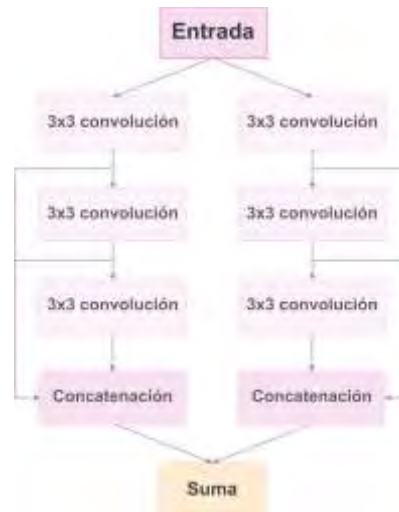 Entrada
3x3 convolución 3x3 convolución
3x3 convolución 3x3 convolución
3x3 convolución 3x3 convolución
Concatenación Concatenación
Suma